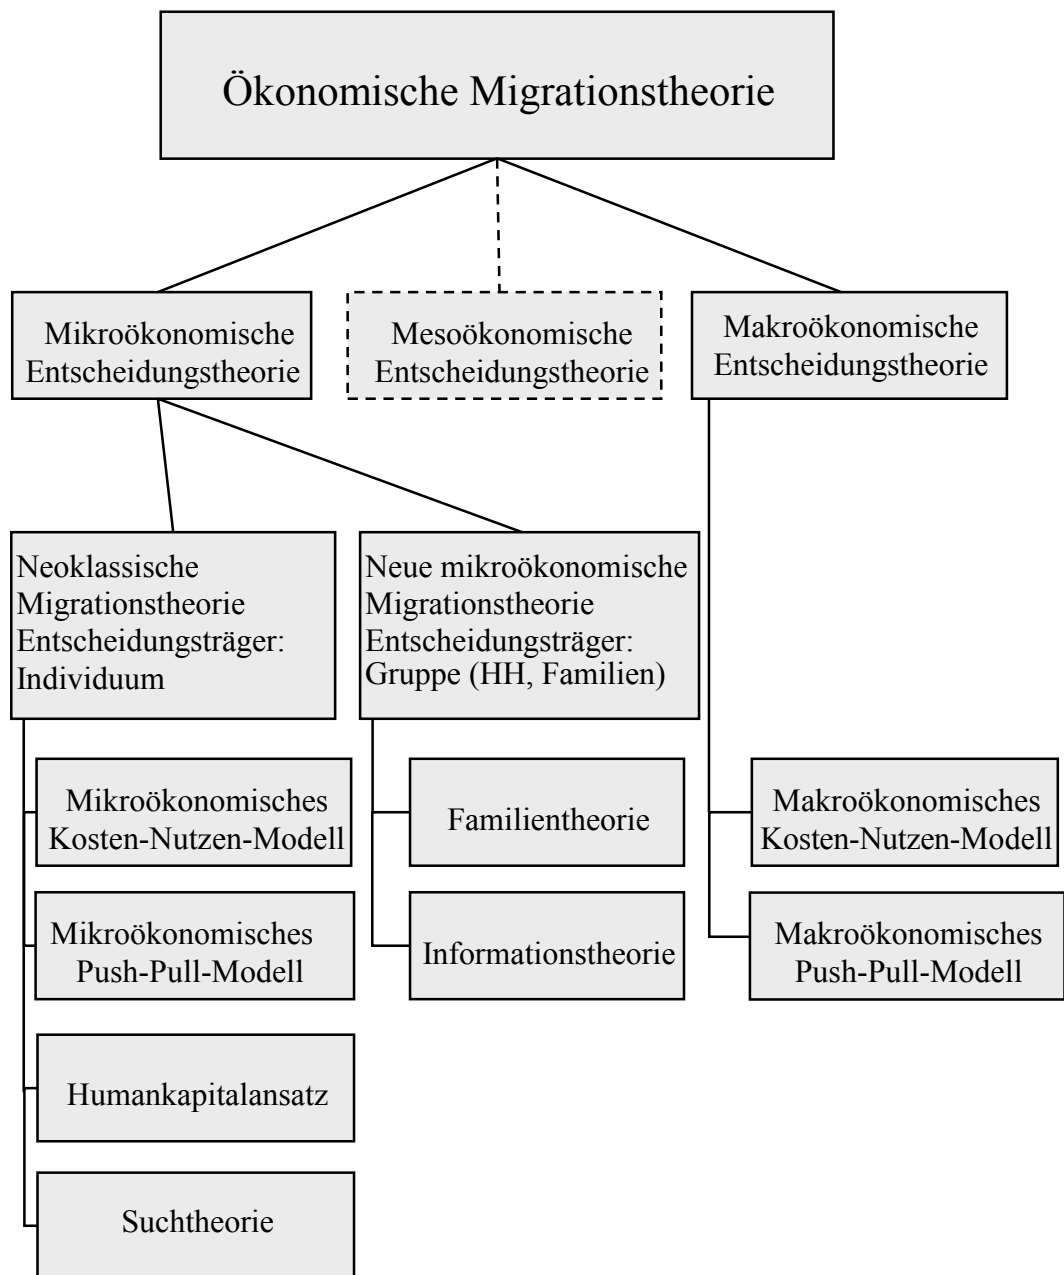 Ökonomische Migrationstheorie
Mikroökonomische
Entscheidungstheorie
Mesoökonomische
Entscheidungstheorie
Makroökonomische
Entscheidungstheorie
Neoklassische
Migrationstheorie
Entscheidungsträger:
Individuum
Neue mikroökonomische
Migrationstheorie
Entscheidungsträger:
Gruppe (HH, Familien)
Mikroökonomisches
Kosten-Nutzen-Modell
Familientheorie
Makroökonomisches
Kosten-Nutzen-Modell
Mikroökonomisches
Push-Pull-Modell
Informationstheorie
Makroökonomisches
Push-Pull-Modell
Humankapitalansatz
Suchtheorie